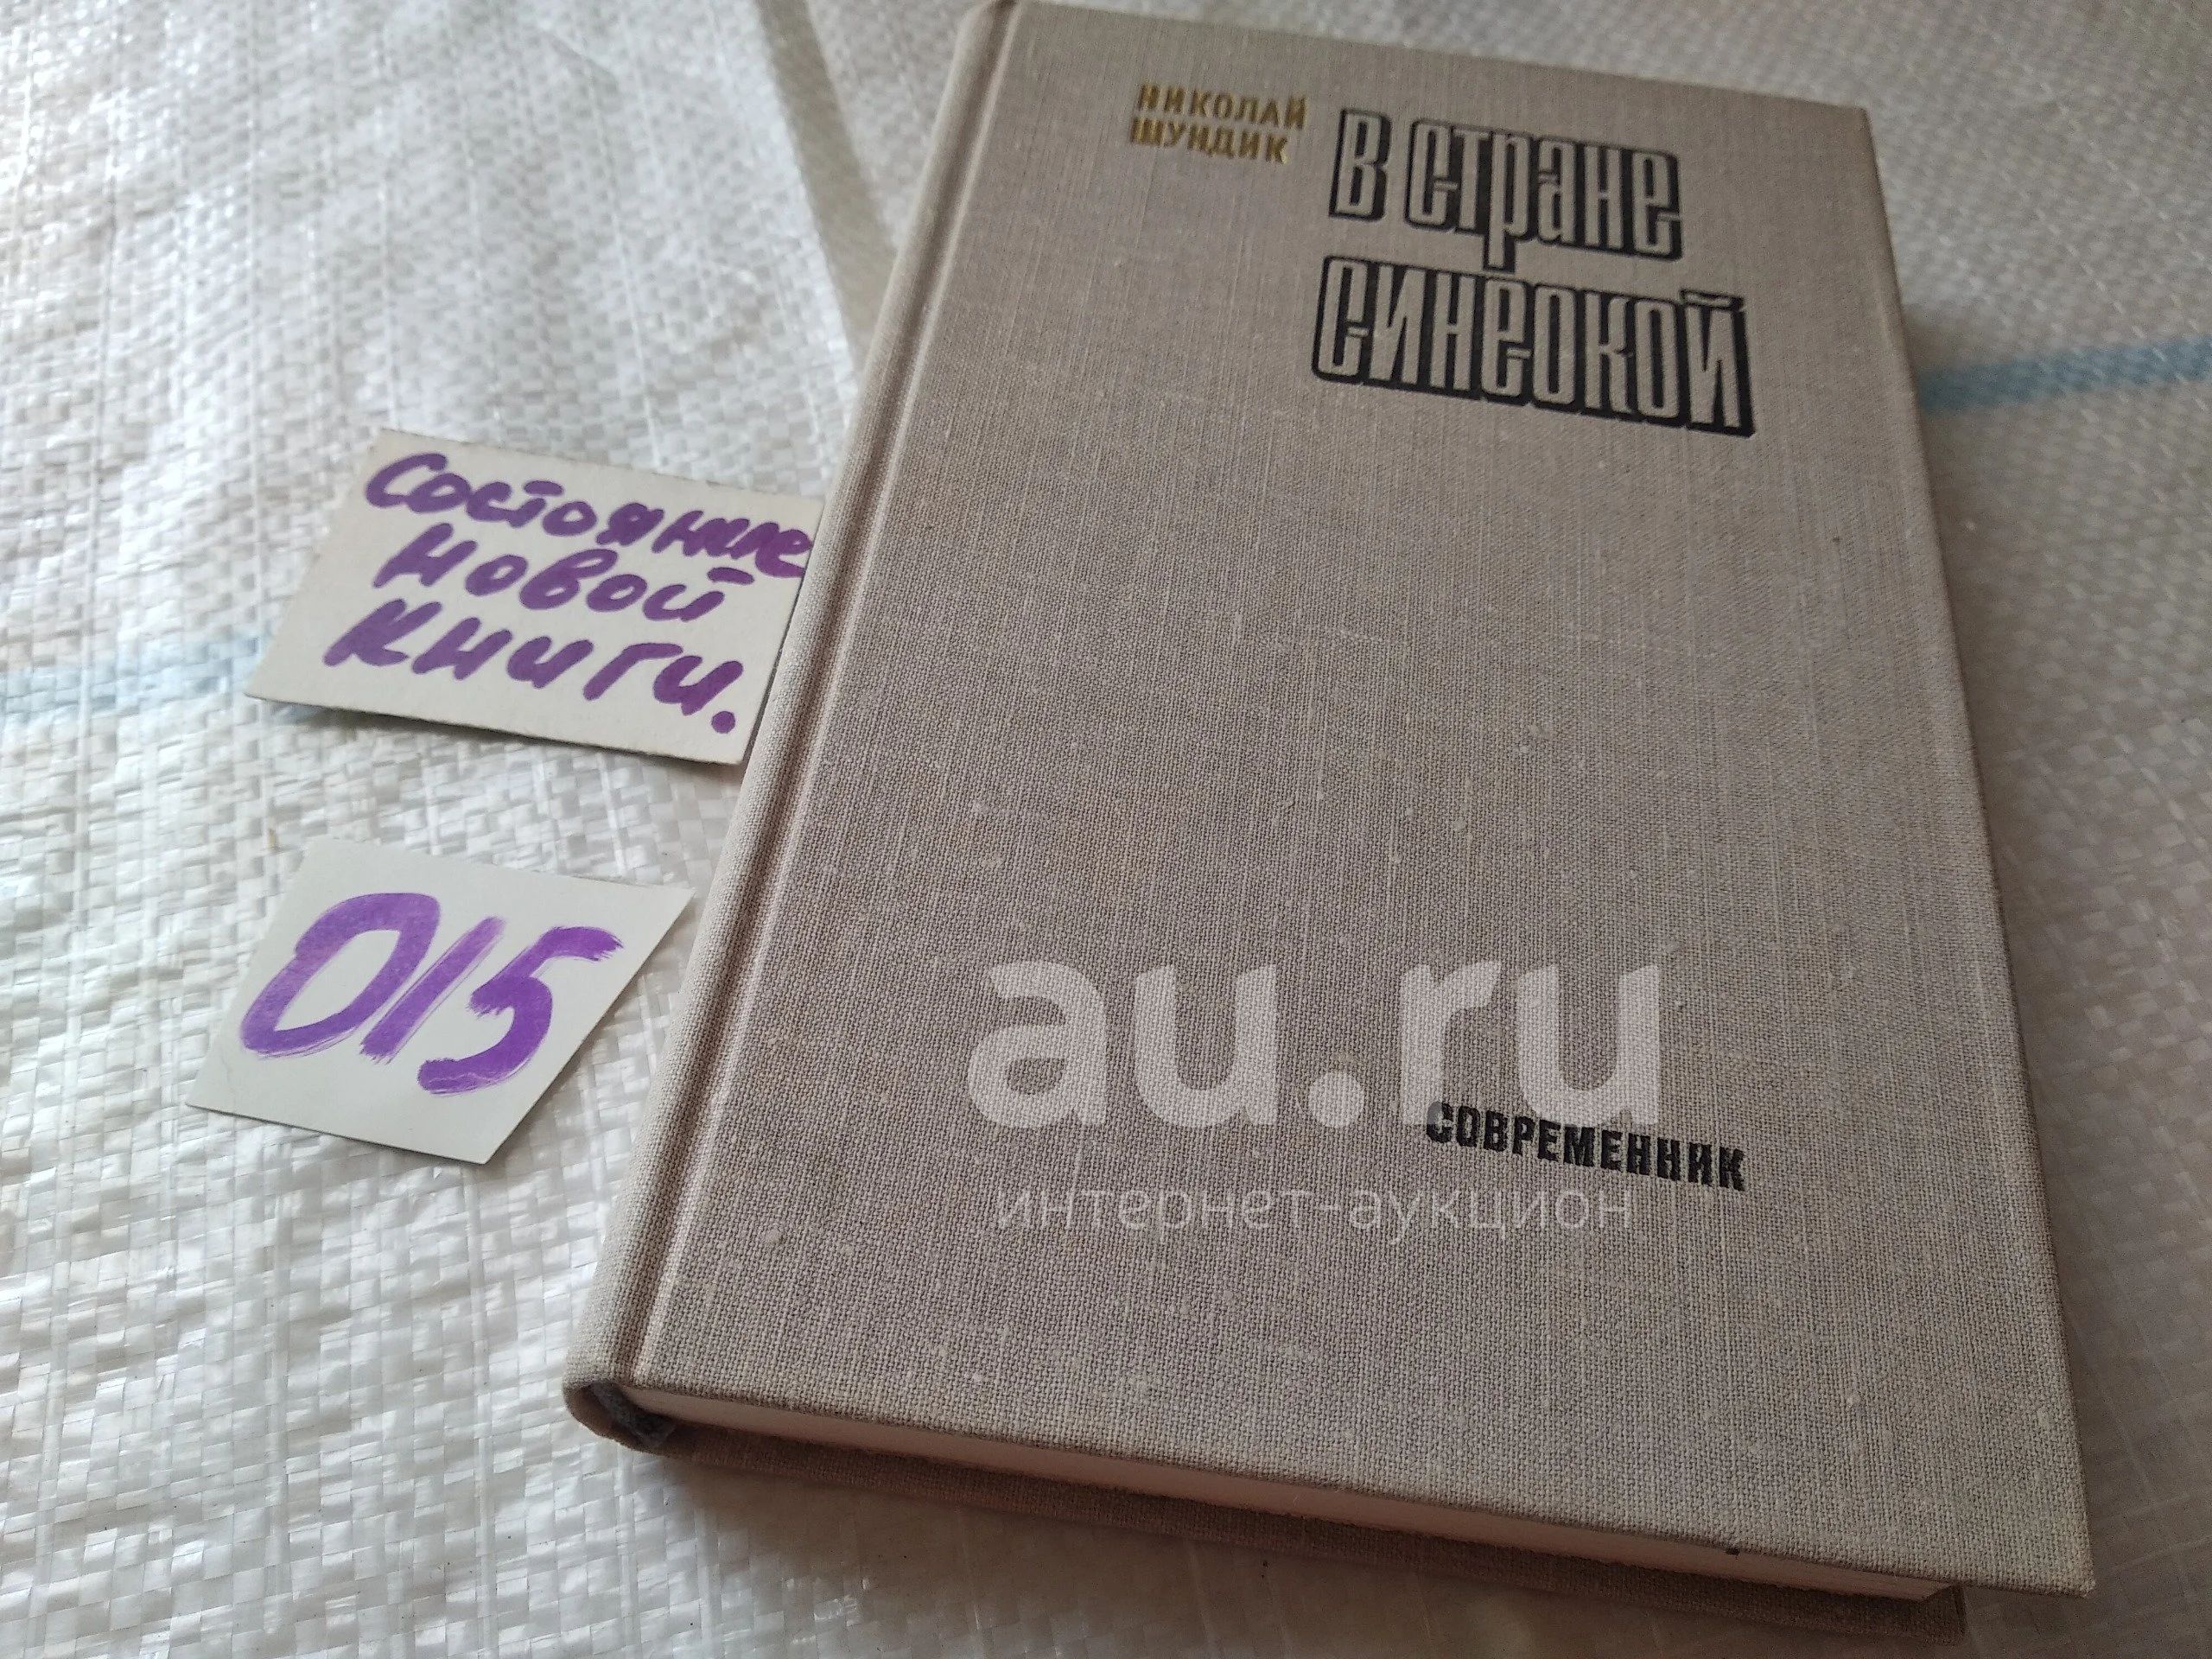 НИКОЛАЙ
ШУНДИК
В СТРАНЕ
СИНЕОКОЙ
Состояние
новой
книги.
015
au.ru
СОВРЕМЕННИК
интернет-аукцион